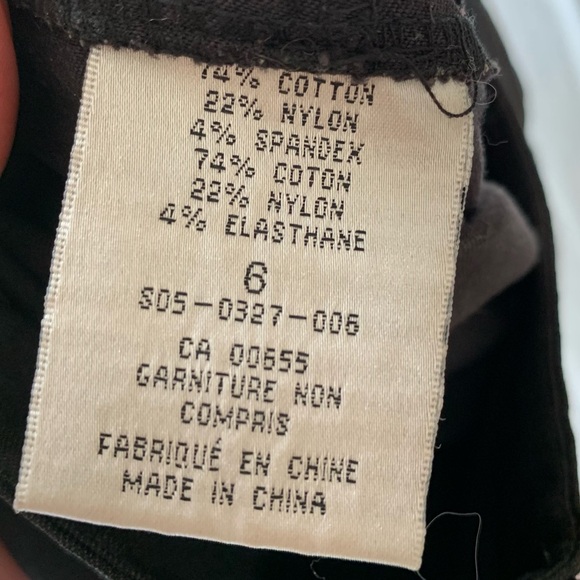 74% COTTON
22% NYLON
4% SPANDEX
74% COTON
22% NYLON
4% ELASTHANE
6
S05-0327-006
CA 00655
GARNITURE NON
COMPRIS
FABRIQUÉ EN CHINE
MADE IN CHINA